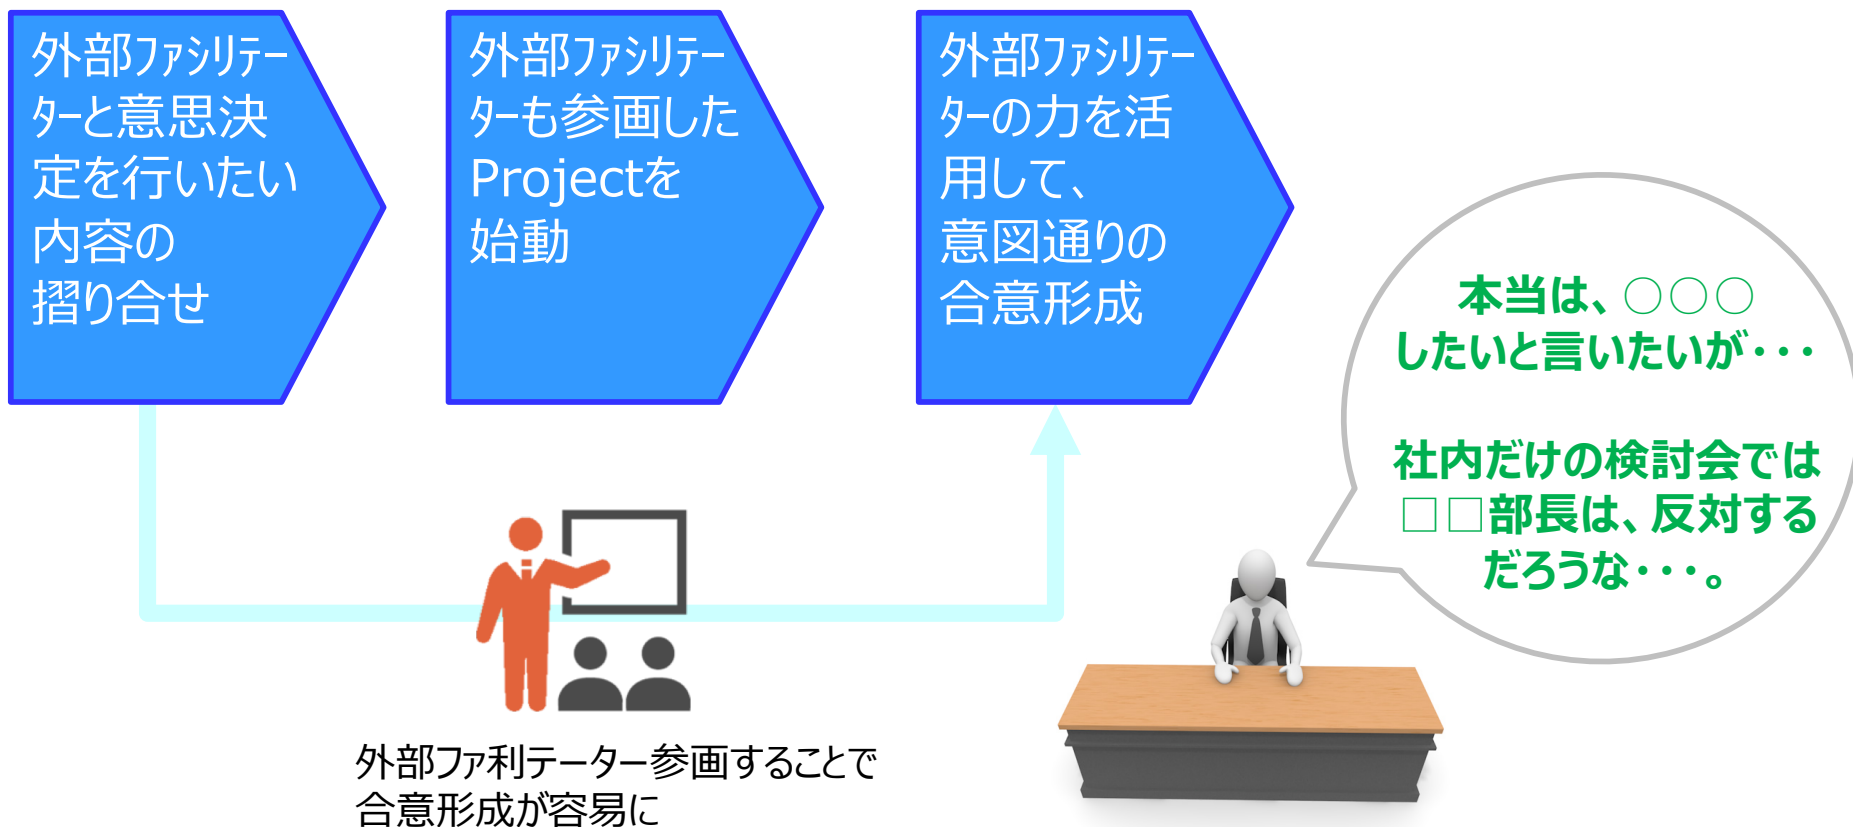 外部ファシリテー
ターと意思決
定を行いたい
内容の
摺り合せ
外部ファシリテー
ターも参画した
Projectを
始動
外部ファシリテー
ターの力を活
用して、
意図通りの
合意形成
本当は、○○○
したいと言いたいが・・・
社内だけの検討会では
□□部長は、反対する
だろうな・・・。
外部ファ利テーター参画することで
合意形成が容易に